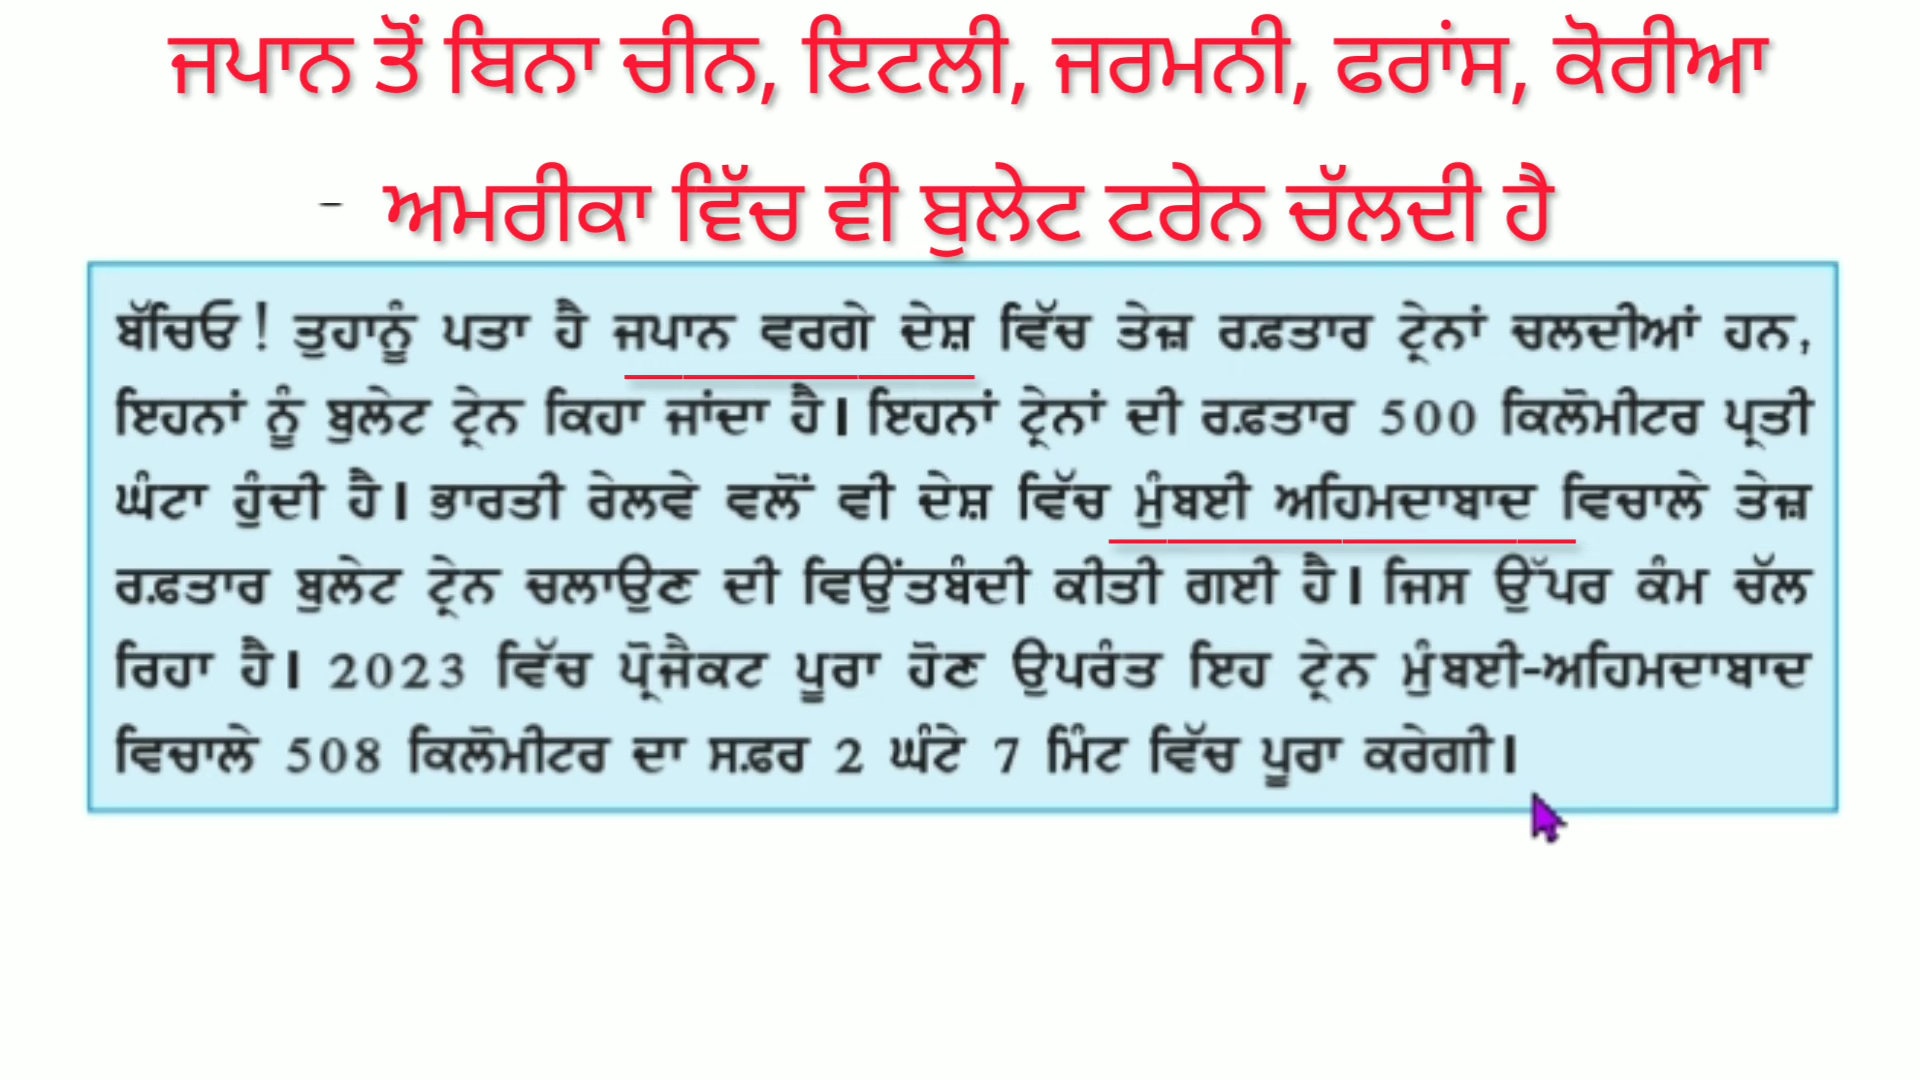 ਜਪਾਨ ਤੋਂ ਬਿਨਾ ਚੀਨ, ਇਟਲੀ, ਜਰਮਨੀ, ਫਰਾਂਸ, ਕੋਰੀਆ
- ਅਮਰੀਕਾ ਵਿੱਚ ਵੀ ਬੁਲੇਟ ਟਰੇਨ ਚੱਲਦੀ ਹੈ
ਬੱਚਿਓ! ਤੁਹਾਨੂੰ ਪਤਾ ਹੈ ਜਪਾਨ ਵਰਗੇ ਦੇਸ਼ ਵਿੱਚ ਤੇਜ਼ ਰਫ਼ਤਾਰ ਟ੍ਰੇਨਾਂ ਚਲਦੀਆਂ ਹਨ,
ਇਹਨਾਂ ਨੂੰ ਬੁਲੇਟ ਟ੍ਰੇਨ ਕਿਹਾ ਜਾਂਦਾ ਹੈ। ਇਹਨਾਂ ਟ੍ਰੇਨਾਂ ਦੀ ਰਫ਼ਤਾਰ 500 ਕਿਲੋਮੀਟਰ ਪ੍ਰਤੀ
ਘੰਟਾ ਹੁੰਦੀ ਹੈ। ਭਾਰਤੀ ਰੇਲਵੇ ਵਲੋਂ ਵੀ ਦੇਸ਼ ਵਿੱਚ ਮੁੰਬਈ ਅਹਿਮਦਾਬਾਦ ਵਿਚਾਲੇ ਤੇਜ਼
ਰਫ਼ਤਾਰ ਬੁਲੇਟ ਟ੍ਰੇਨ ਚਲਾਉਣ ਦੀ ਵਿਉਂਤਬੰਦੀ ਕੀਤੀ ਗਈ ਹੈ। ਜਿਸ ਉੱਪਰ ਕੰਮ ਚੱਲ
ਰਿਹਾ ਹੈ। 2023 ਵਿੱਚ ਪ੍ਰੋਜੈਕਟ ਪੂਰਾ ਹੋਣ ਉਪਰੰਤ ਇਹ ਟ੍ਰੇਨ ਮੁੰਬਈ-ਅਹਿਮਦਾਬਾਦ
ਵਿਚਾਲੇ 508 ਕਿਲੋਮੀਟਰ ਦਾ ਸਫ਼ਰ 2 ਘੰਟੇ 7 ਮਿੰਟ ਵਿੱਚ ਪੂਰਾ ਕਰੇਗੀ।